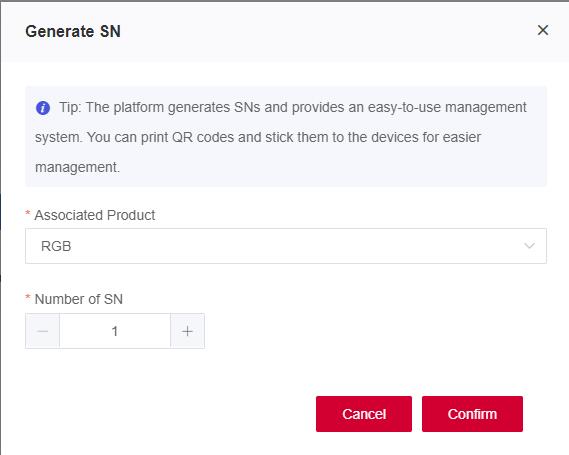 Generate SN
Tip: The platform generates SNs and provides an easy-to-use management
system. You can print QR codes and stick them to the devices for easier
management.
* Associated Product
RGB
* Number of SN
1
Cancel Confirm